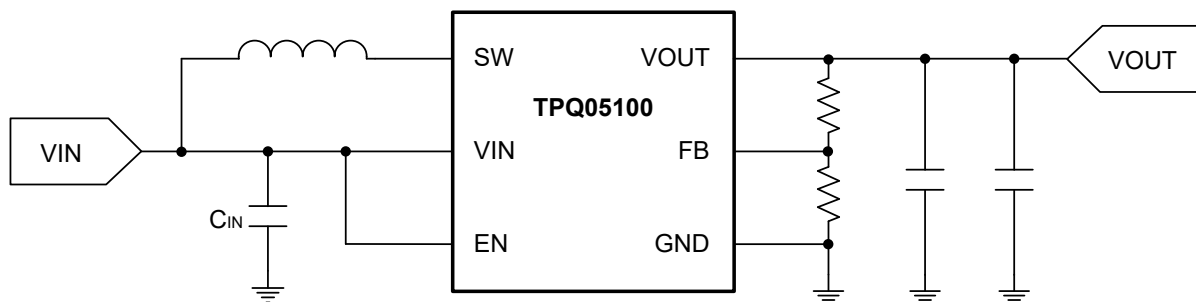 SW
VOUT
VOUT
TPQ05100
VIN
VIN
FB
CIN
EN
GND